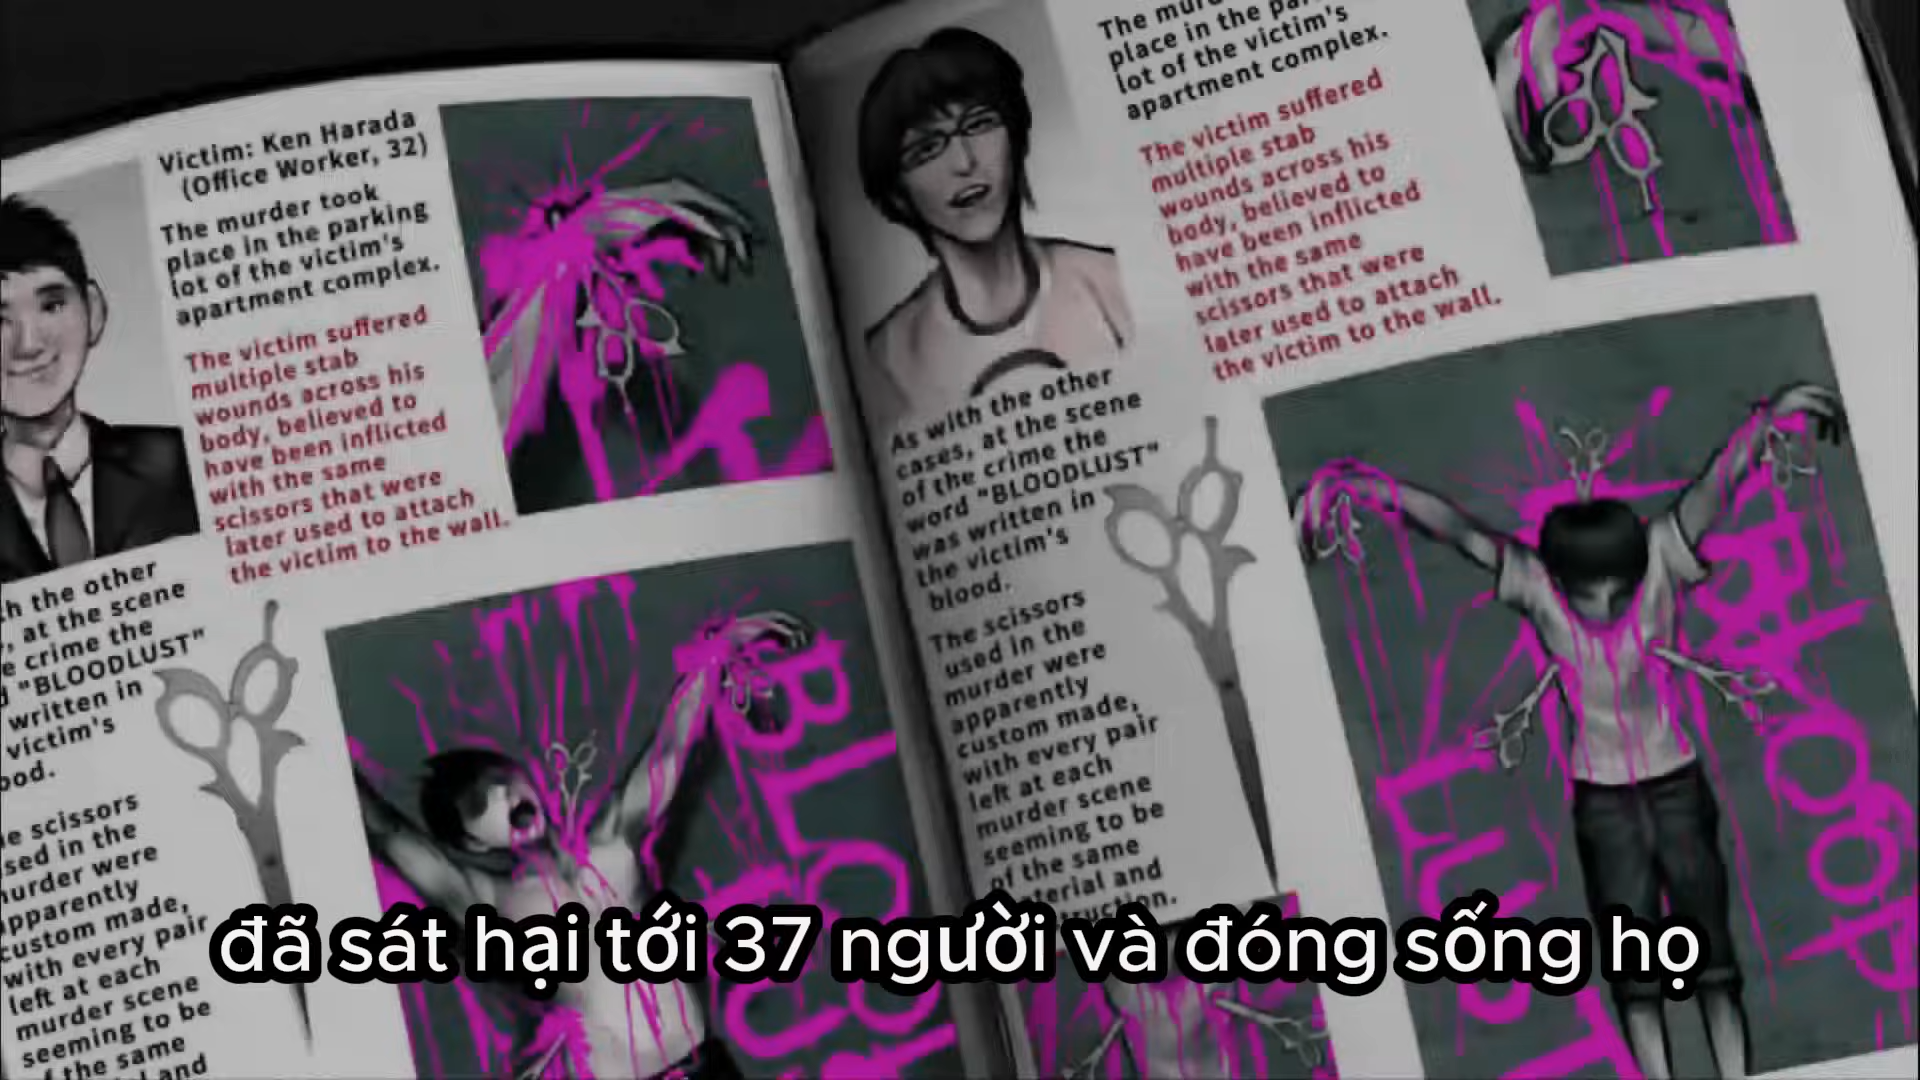 Victim: Ken Harada
(Office Worker, 32)
The murder took
place in the parking
lot of the victim's
apartment complex.
The victim suffered
multiple stab
wounds across his
body, believed to
have been inflicted
with the same
scissors that were
later used to attach
the victim to the wall.
the other
, at the scene
crime the
"BLOODLUST"
written in
victim's
scissors
in the
were
apparently
custom made,
with every pair
left at each
murder scene
seeming to be
the same
and
BLOOD
place in the
lot of the victim's
apartment complex.
The victim suffered
multiple stab
wounds across his
body, believed to
have been inflicted
with the same
scissors that were
later used to attach
the victim to the wall.
As with the other
cases, at the scene
of the crime the
word "BLOODLUST"
was written in
the victim's
blood.
The scissors
used in the
murder were
apparently
custom made,
with every pair
left at each
murder scene
seeming to be
of the same
and
BLOOD
LUST
đã sát hại tới 37 người và đóng sống họ